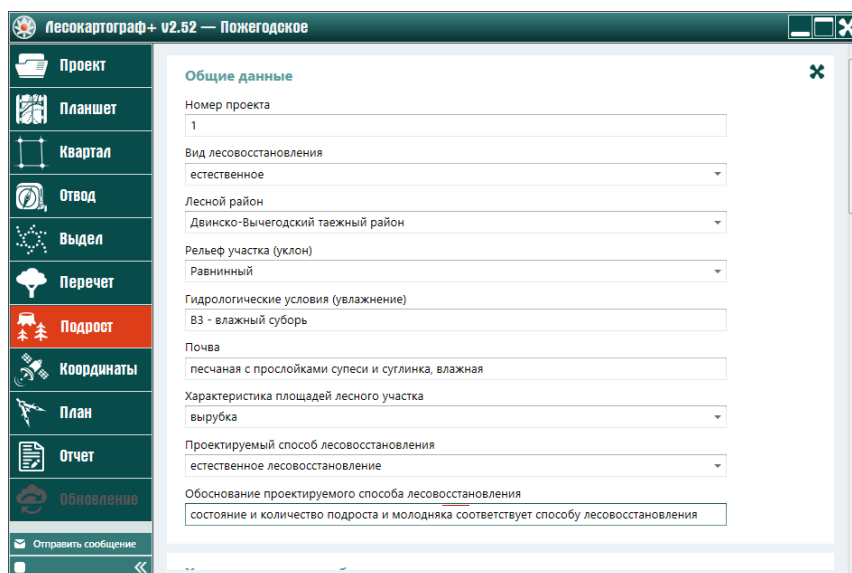 Лесокартограф+ v2.52 — Пожегодское
Проект
Планшет
Квартал
Отвод
Выдел
Перечет
Подрост
Координаты
План
Отчет
Обновление
Отправить сообщение
Общие данные
Номер проекта
1
Вид лесовосстановления
естественное
Лесной район
Двинско-Вычегодский таежный район
Рельеф участка (уклон)
Равнинный
Гидрологические условия (увлажнение)
В3 - влажный суборь
Почва
песчаная с прослойками супеси и суглинка, влажная
Характеристика площадей лесного участка
вырубка
Проектируемый способ лесовосстановления
естественное лесовосстановление
Обоснование проектируемого способа лесовосстановления
состояние и количество подроста и молодняка соответствует способу лесовосстановления